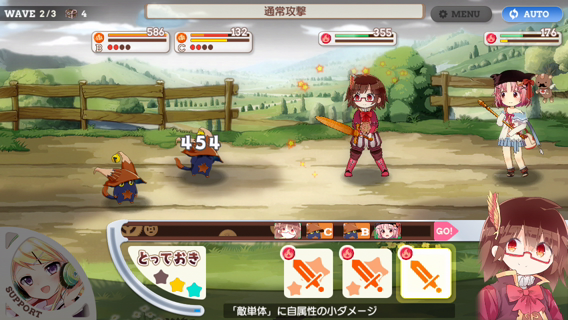 WAVE 2/3 4
通常攻撃
MENU
AUTO
586
132
355
176
B
C
454
C
B
GO!
とっておき
SUPPORT
「敵単体」に自属性の小ダメージ